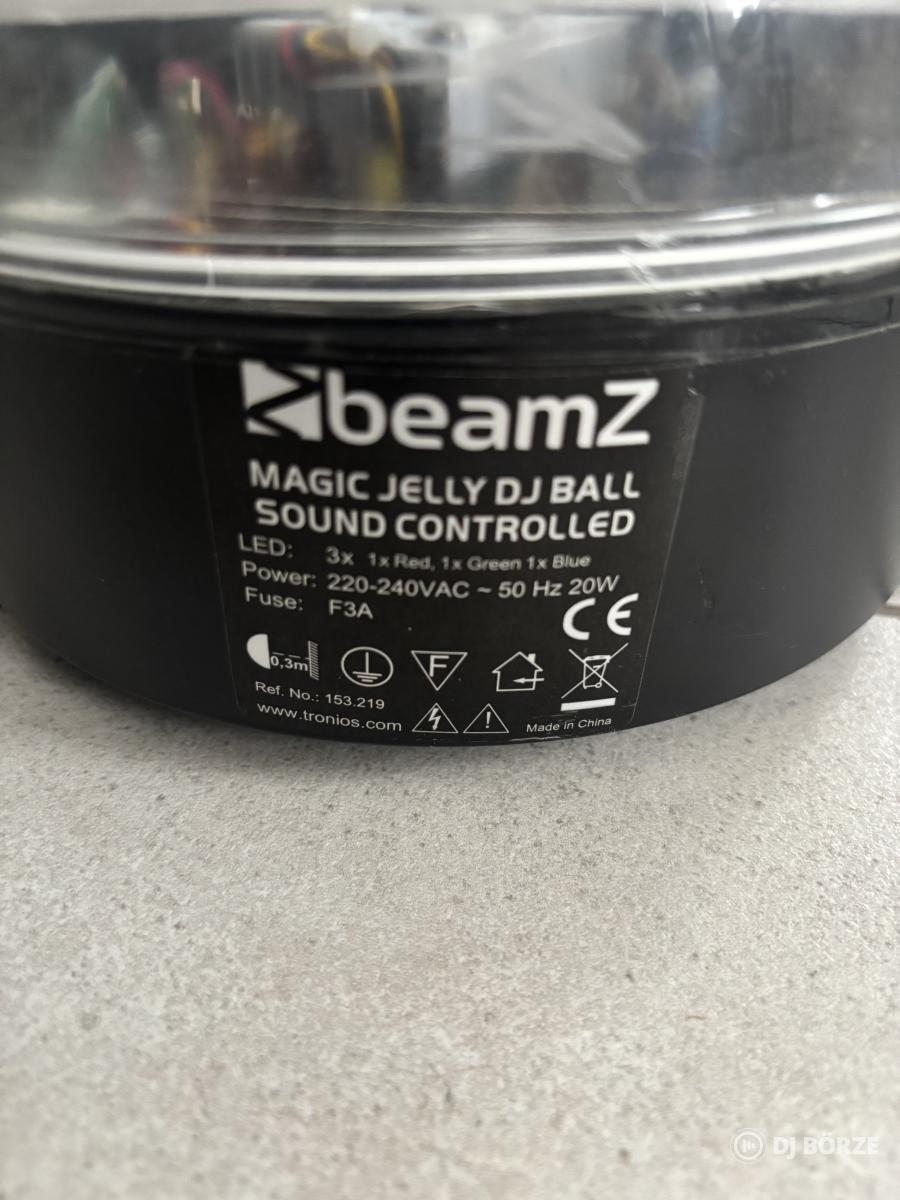 beamZ
MAGIC JELLY DJ BALL
SOUND CONTROLLED
LED: 3x 1x Red, 1x Green 1x Blue
Power: 220-240VAC ~ 50 Hz 20W
Fuse: F3A
CE
0,3m
F
Ref. No.: 153.219
www.tronios.com
Made in China
DJ BÖRZE